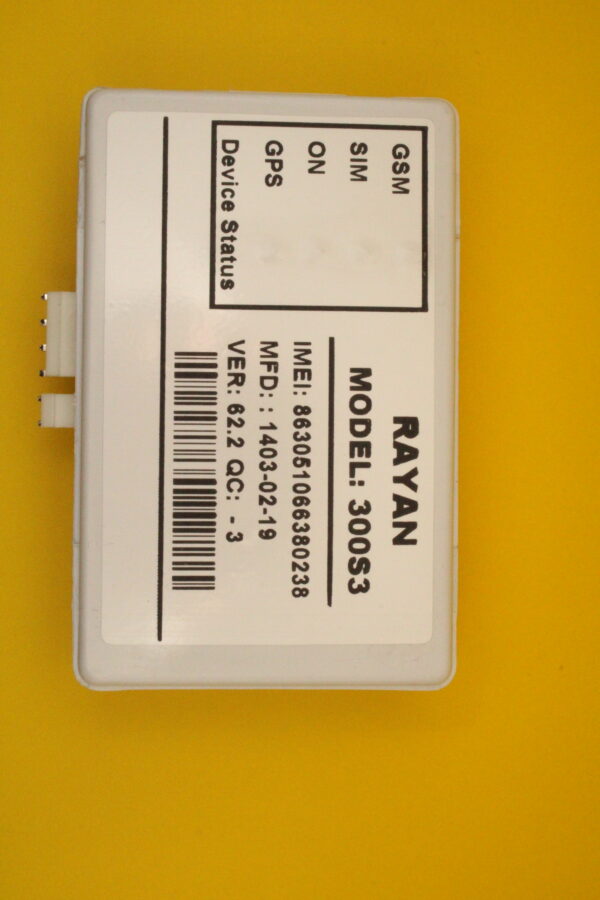 GSM
SIM
ON
GPS
Device Status
RAYAN
MODEL: 300S3
IMEI: 863051066380238
MFD: : 1403-02-19
VER: 62.2 QC: - 3